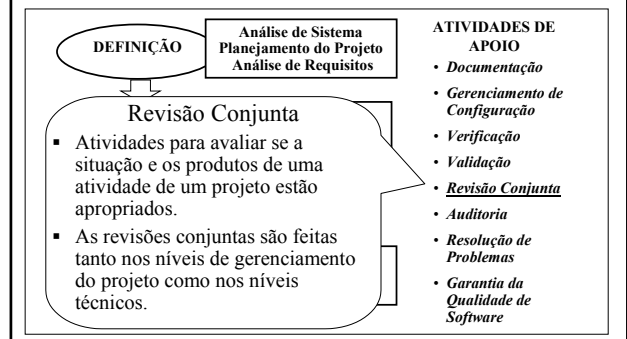 DEFINIÇÃO
Análise de Sistema
Planejamento do Projeto
Análise de Requisitos
Revisão Conjunta
▪ Atividades para avaliar se a
situação e os produtos de uma
atividade de um projeto estão
apropriados.
▪ As revisões conjuntas são feitas
tanto nos níveis de gerenciamento
do projeto como nos níveis
técnicos.
ATIVIDADES DE
APOIO
• Documentação
• Gerenciamento de
Configuração
• Verificação
• Validação
• Revisão Conjunta
• Auditoria
• Resolução de
Problemas
• Garantia da
Qualidade de
Software